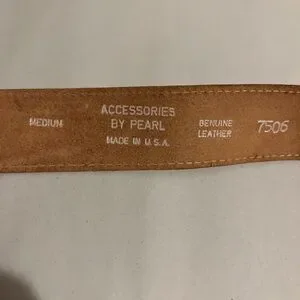 MEDIUM
ACCESSORIES
BY PEARL
MADE IN U.S.A.
GENUINE
LEATHER
7506